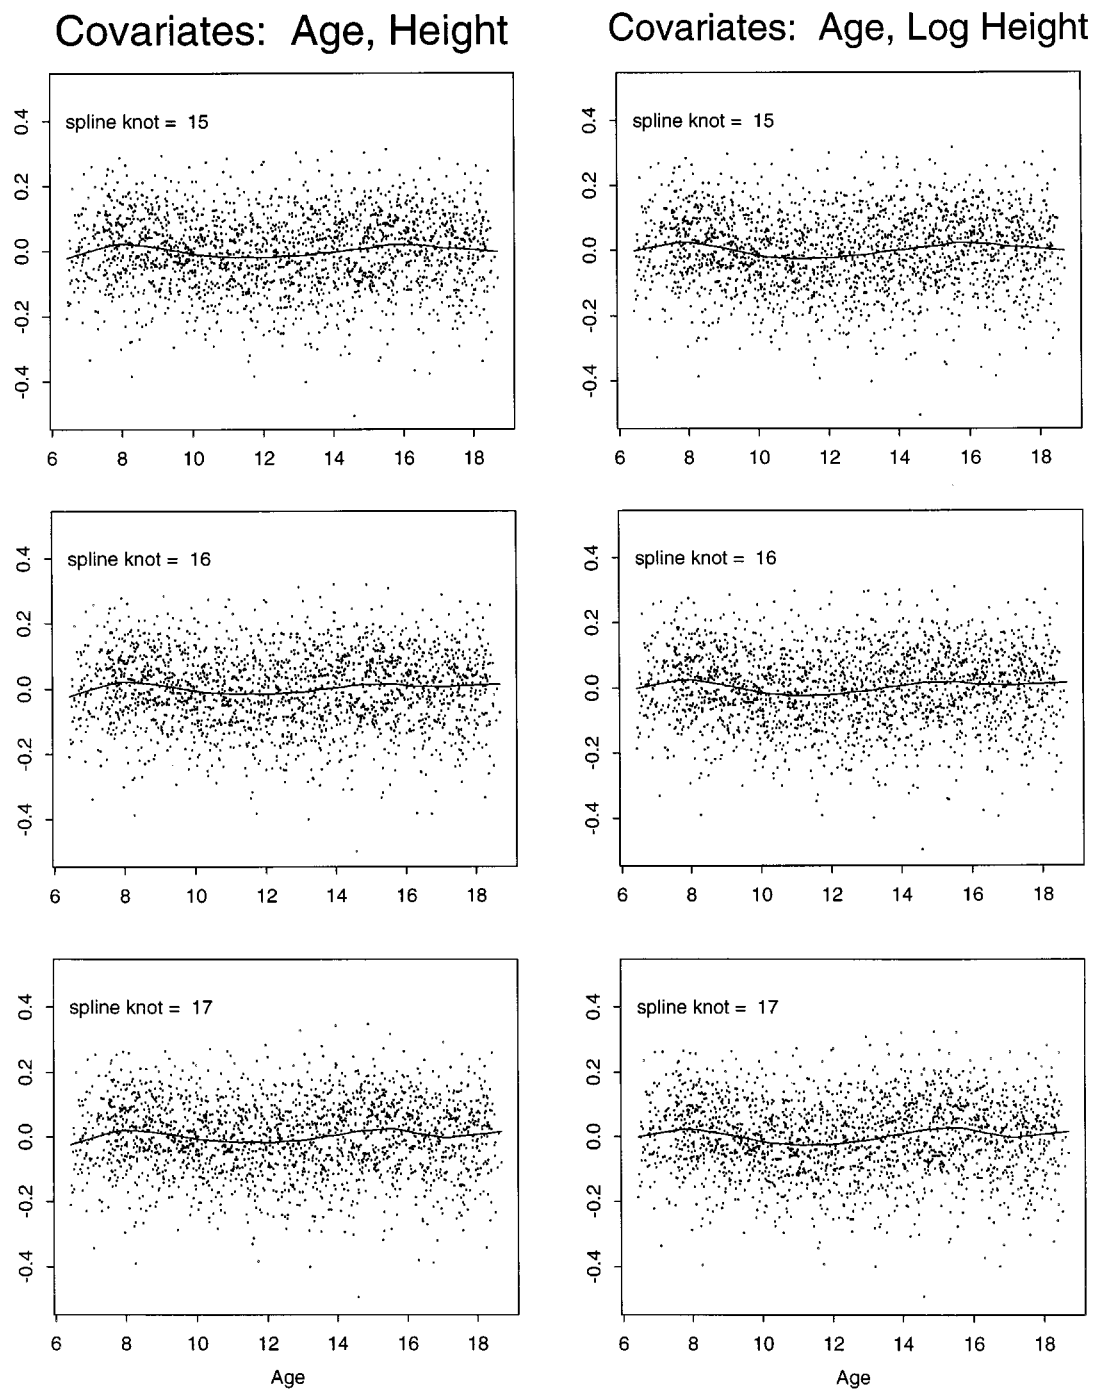 Covariates: Age, Height
Covariates: Age, Log Height
spline knot = 15
0.4
0.2
0.0
-0.2
-0.4
6 8 10 12 14 16 18
spline knot = 15
0.4
0.2
0.0
-0.2
-0.4
6 8 10 12 14 16 18
spline knot = 16
0.4
0.2
0.0
-0.2
-0.4
6 8 10 12 14 16 18
spline knot = 16
0.4
0.2
0.0
-0.2
-0.4
6 8 10 12 14 16 18
spline knot = 17
0.4
0.2
0.0
-0.2
-0.4
6 8 10 12 14 16 18
Age
spline knot = 17
0.4
0.2
0.0
-0.2
-0.4
6 8 10 12 14 16 18
Age